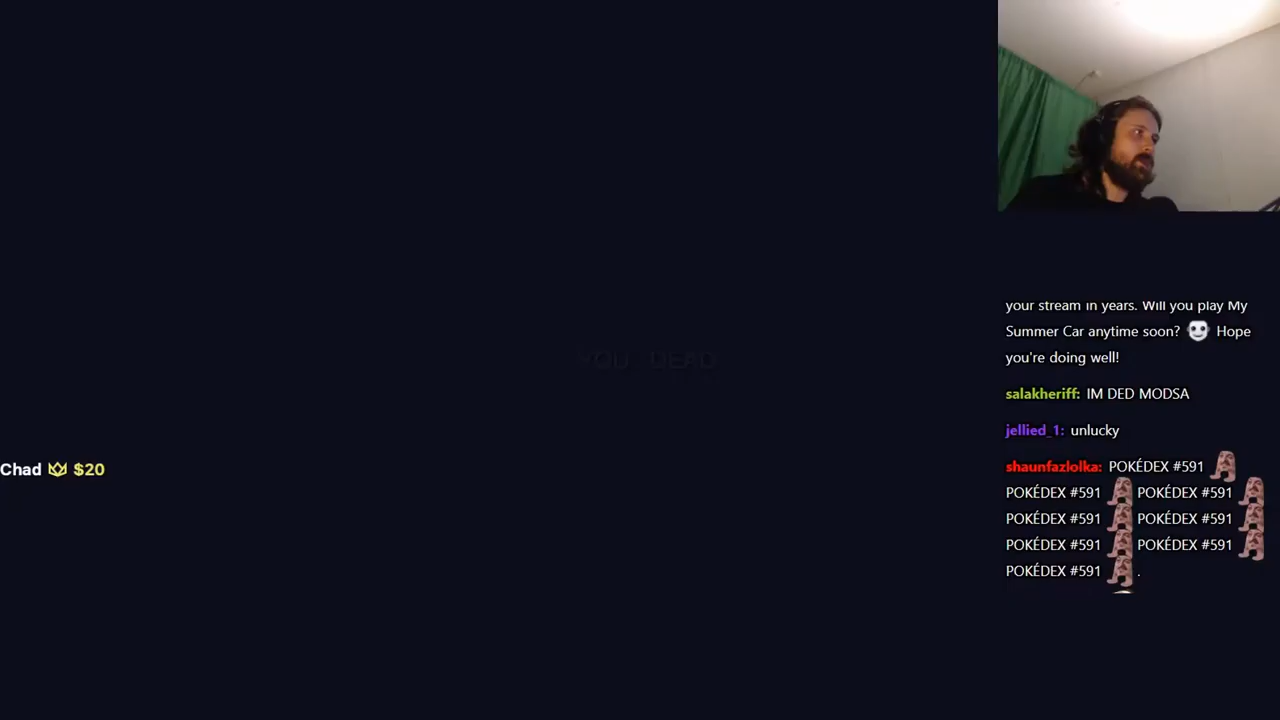 your stream in years. Will you play My
Summer Car anytime soon? Hope
you're doing well!
salakheriff: IM DED MODSA
jellied_1: unlucky
shaunfazlolka: POKÉDEX #591
POKÉDEX #591 POKÉDEX #591
POKÉDEX #591 POKÉDEX #591
POKÉDEX #591 POKÉDEX #591
POKÉDEX #591 .
YOU DEAD
Chad $20